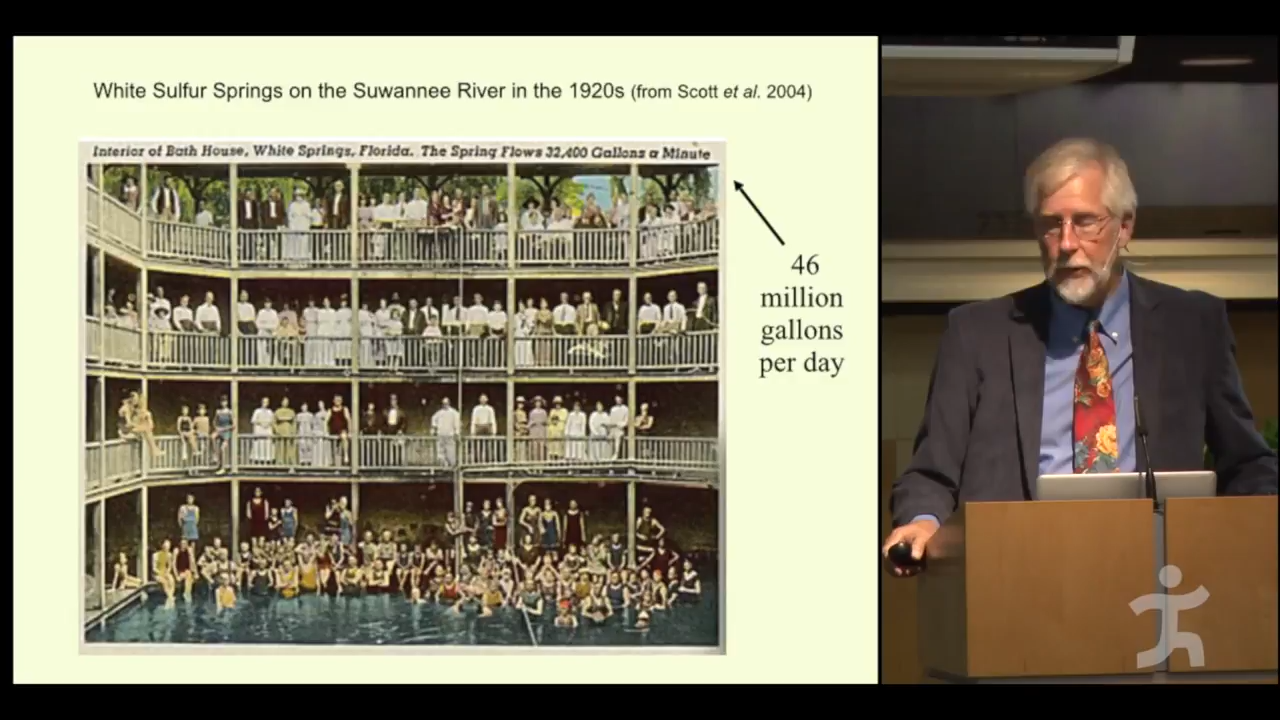 White Sulfur Springs on the Suwannee River in the 1920s (from Scott et al. 2004)
Interior of Bath House, White Springs, Florida. The Spring Flows 32,400 Gallons a Minute
46
million
gallons
per day